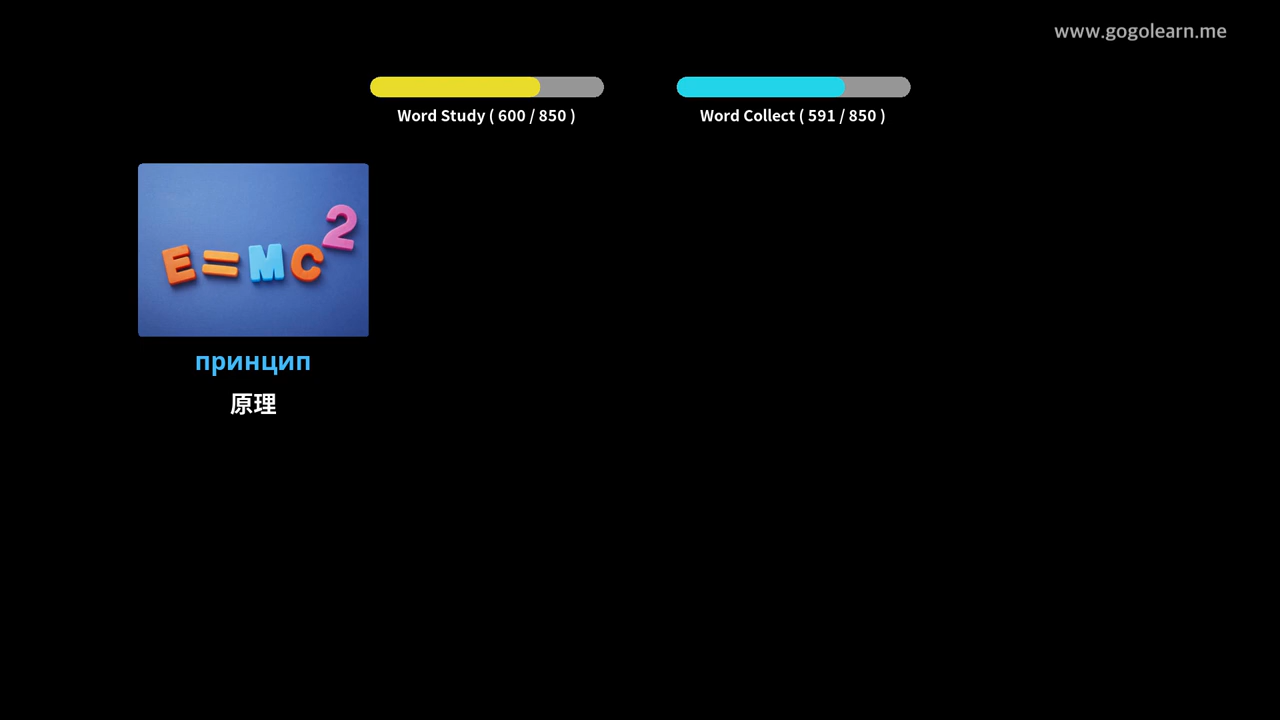 www.gogolearn.me
Word Study ( 600 / 850 )
Word Collect ( 591 / 850 )
E=MC²
принцип
原理